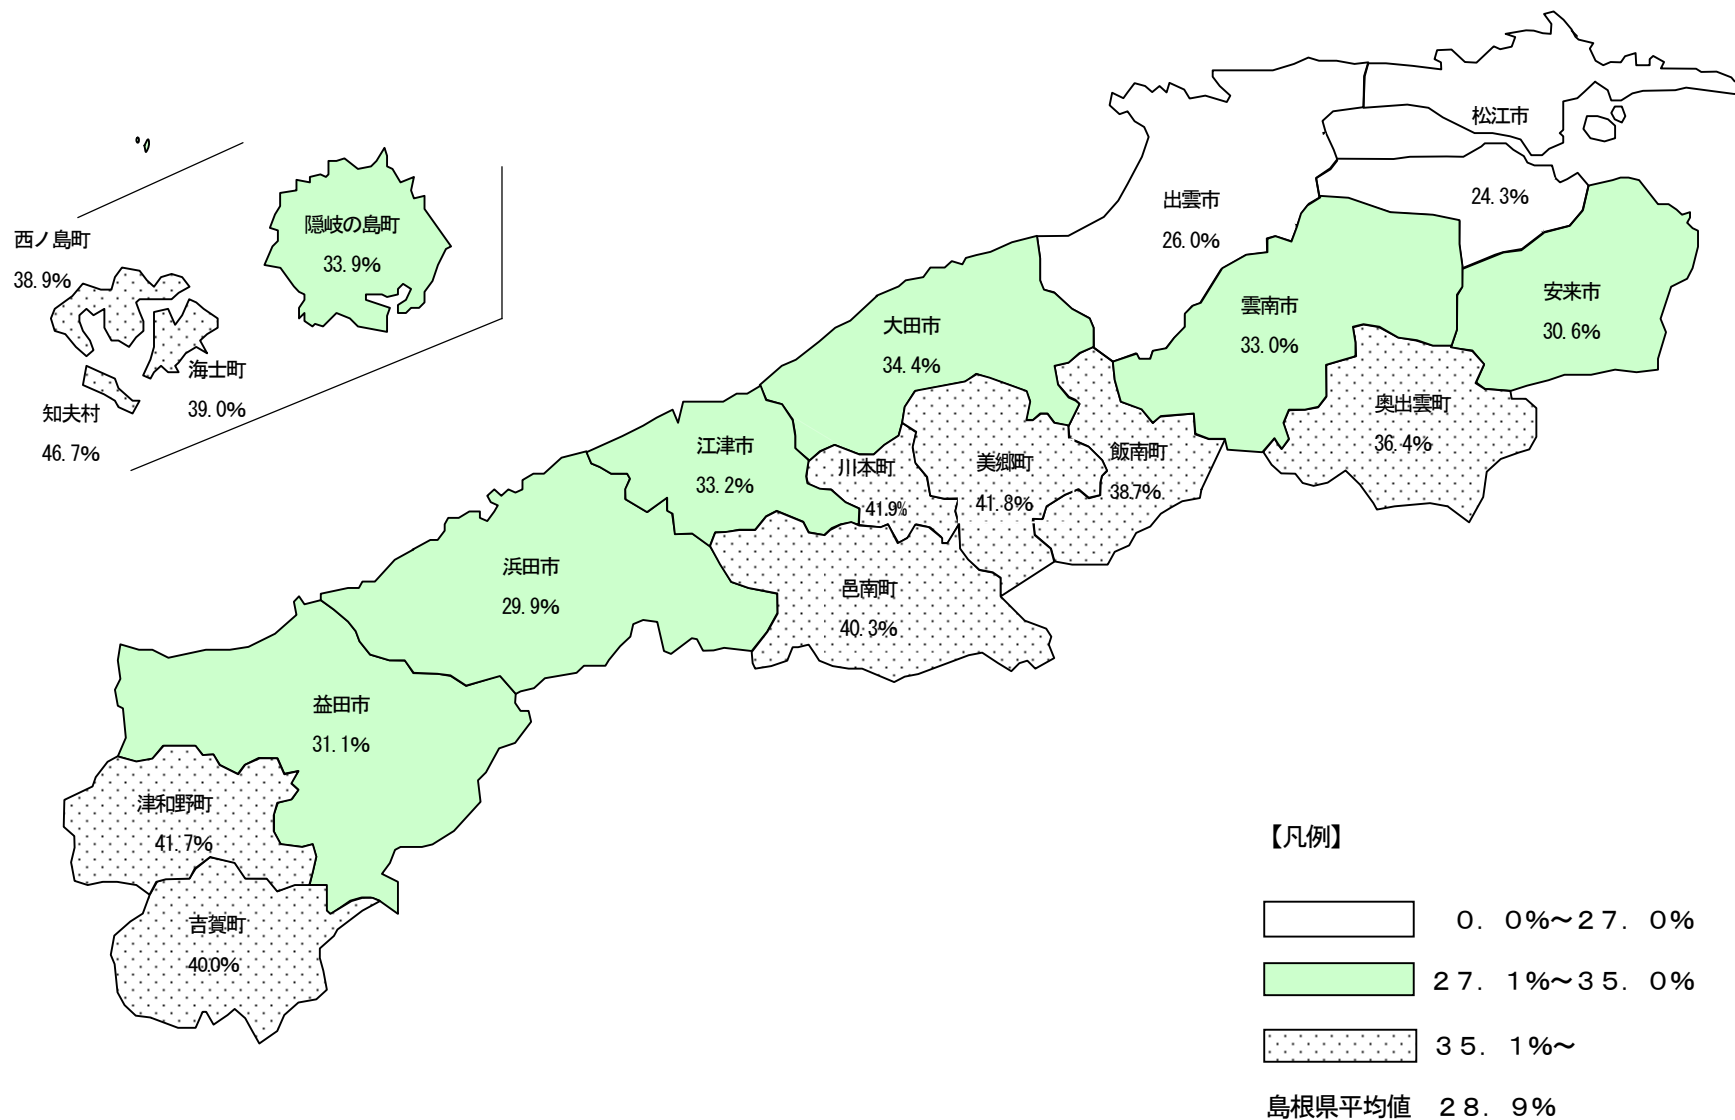 松江市
24.3%
出雲市
26.0%
安来市
30.6%
雲南市
33.0%
奥出雲町
36.4%
飯南町
38.7%
大田市
34.4%
美郷町
41.8%
川本町
41.9%
江津市
33.2%
邑南町
40.3%
浜田市
29.9%
益田市
31.1%
津和野町
41.7%
吉賀町
40.0%
隠岐の島町
33.9%
西ノ島町
38.9%
海士町
39.0%
知夫村
46.7%
【凡例】
0.0%~27.0%
27.1%~35.0%
35.1%~
島根県平均値 28.9%